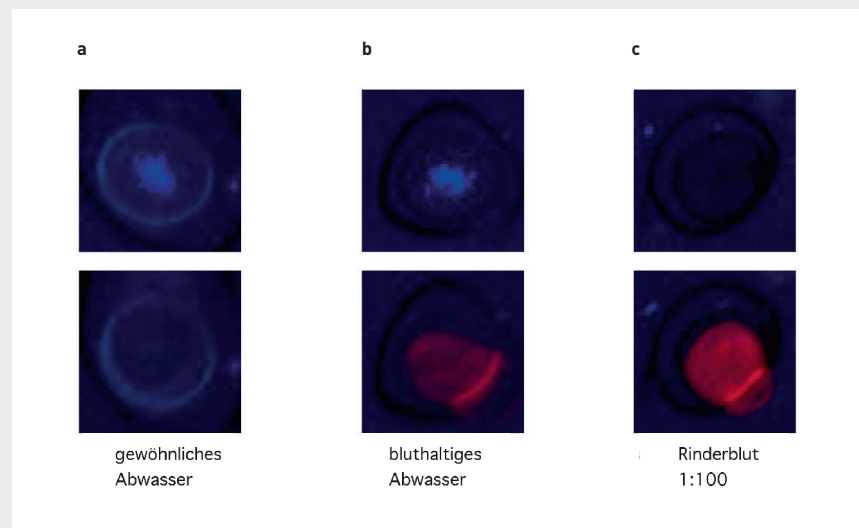 a
b
c
gewöhnliches
Abwasser
bluthaltiges
Abwasser
Rinderblut
1:100